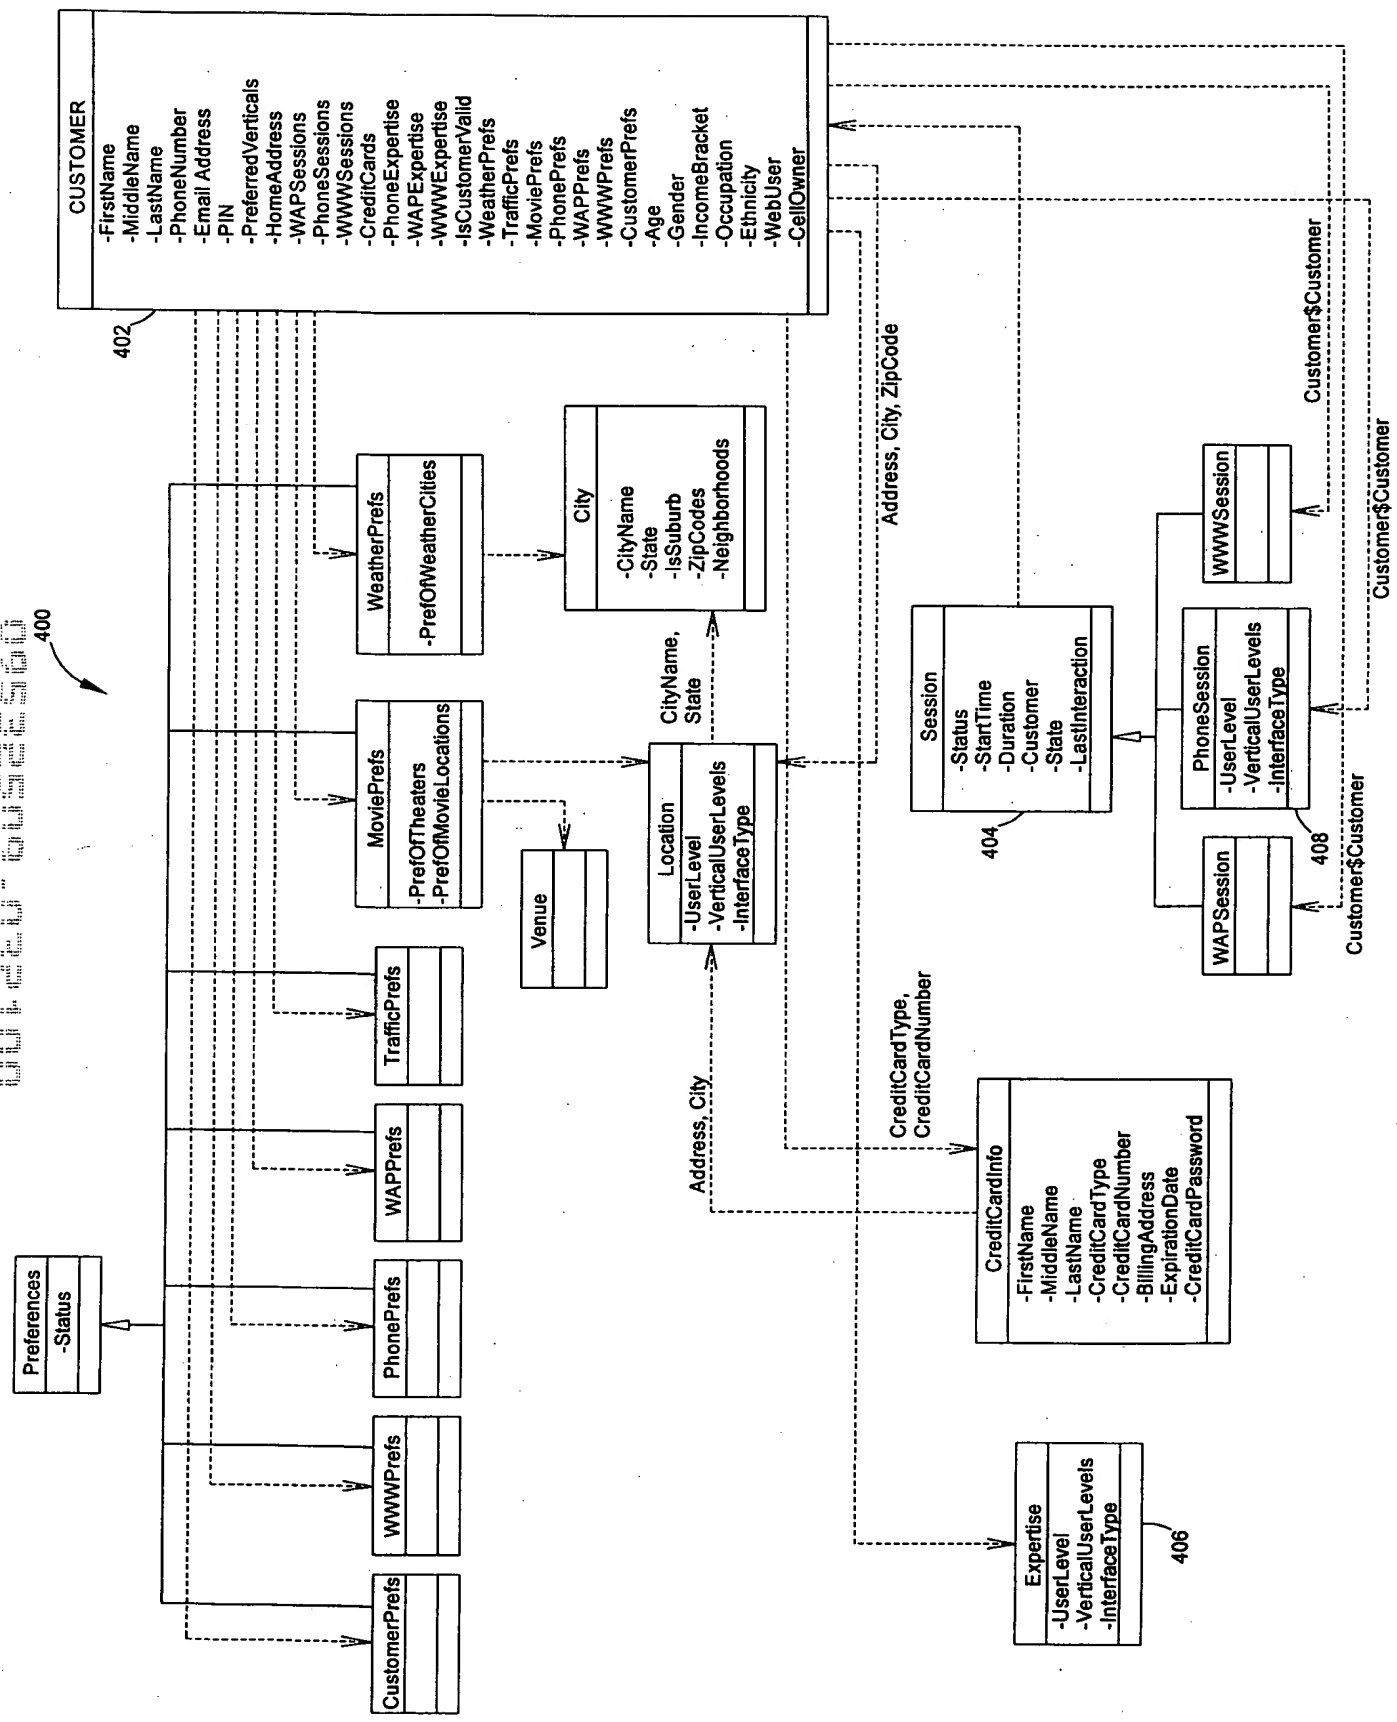 400
Preferences
-Status
CustomerPrefs
WWWPrefs
PhonePrefs
WAPPrefs
TrafficPrefs
MoviePrefs
-PrefOfTheaters
-PrefOfMovieLocations
WeatherPrefs
-PrefOfWeatherCities
402
CUSTOMER
-FirstName
-MiddleName
-LastName
-PhoneNumber
-Email Address
-PIN
-PreferredVerticals
-HomeAddress
-WAPSessions
-PhoneSessions
-WWWSessions
-CreditCards
-PhoneExpertise
-WAPExpertise
-WWWExpertise
-IsCustomerValid
-WeatherPrefs
-TrafficPrefs
-MoviePrefs
-PhonePrefs
-WAPPrefs
-WWWPrefs
-CustomerPrefs
-Age
-Gender
-IncomeBracket
-Occupation
-Ethnicity
-WebUser
-CellOwner
Venue
City
-CityName
-State
-IsSuburb
-ZipCodes
-Neighborhoods
CityName,
State
Location
-UserLevel
-VerticalUserLevels
-InterfaceType
Address, City
Address, City, ZipCode
CreditCardType,
CreditCardNumber
Expertise
-UserLevel
-VerticalUserLevels
-InterfaceType
406
CreditCardInfo
-FirstName
-MiddleName
-LastName
-CreditCardType
-CreditCardNumber
-BillingAddress
-ExpirationDate
-CreditCardPassword
Session
-Status
-StartTime
-Duration
-Customer
-State
-LastInteraction
404
WAPSession
PhoneSession
-UserLevel
-VerticalUserLevels
-InterfaceType
408
WWWSession
Customer$Customer
Customer$Customer
Customer$Customer